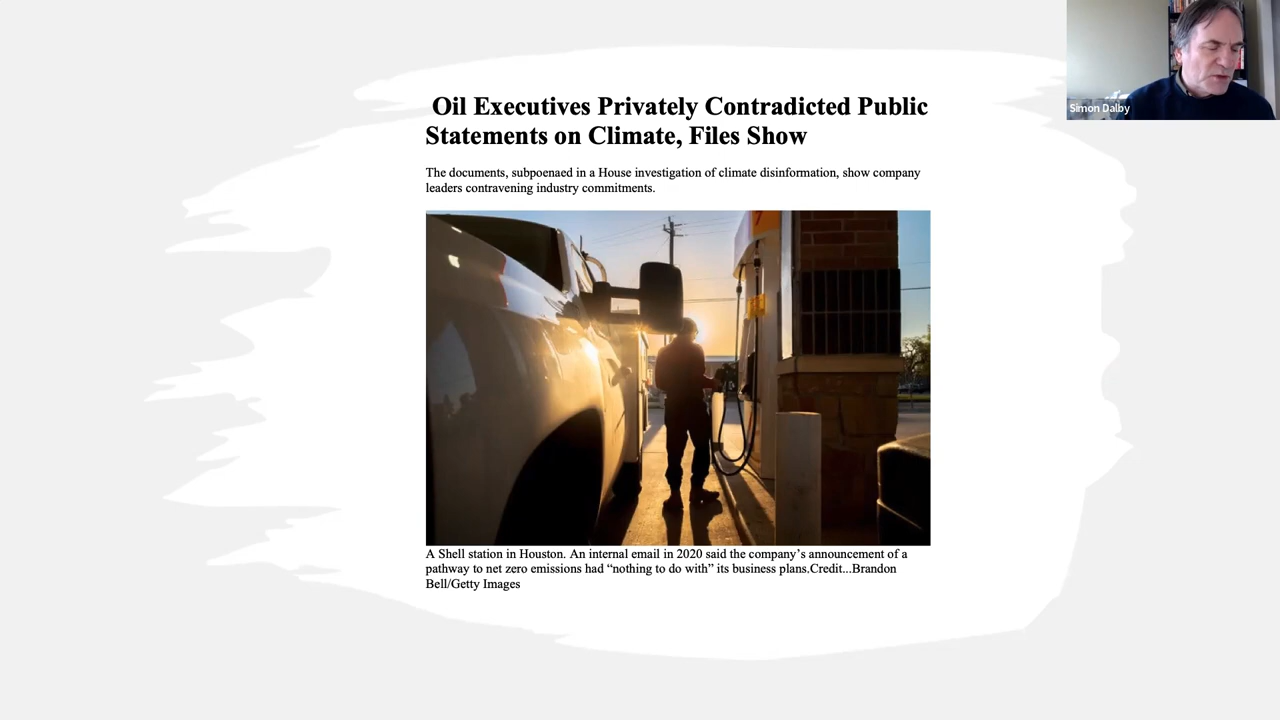 Oil Executives Privately Contradicted Public
Statements on Climate, Files Show
The documents, subpoenaed in a House investigation of climate disinformation, show company
leaders contravening industry commitments.
A Shell station in Houston. An internal email in 2020 said the company’s announcement of a
pathway to net zero emissions had “nothing to do with” its business plans.Credit...Brandon
Bell/Getty Images
Simon Dalby